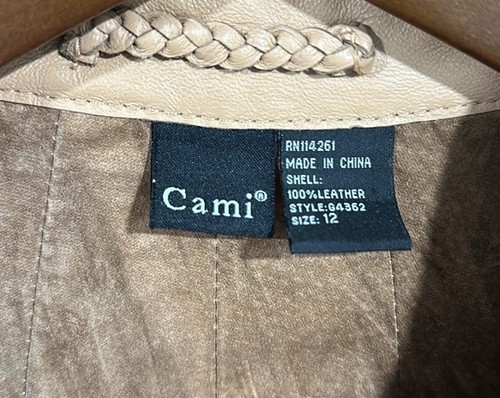 Cami®
RN114261
MADE IN CHINA
SHELL:
100%LEATHER
STYLE:G4362
SIZE: 12